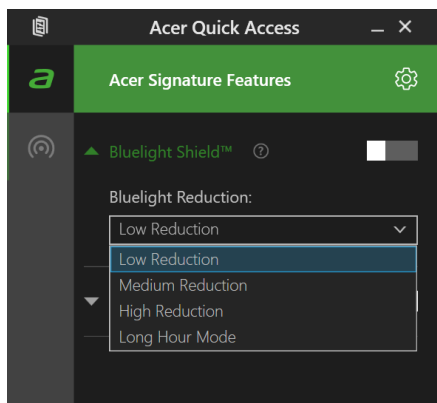 Acer Quick Access
a
Acer Signature Features
Bluelight Shield™ ?
Bluelight Reduction:
Low Reduction
Low Reduction
Medium Reduction
High Reduction
Long Hour Mode